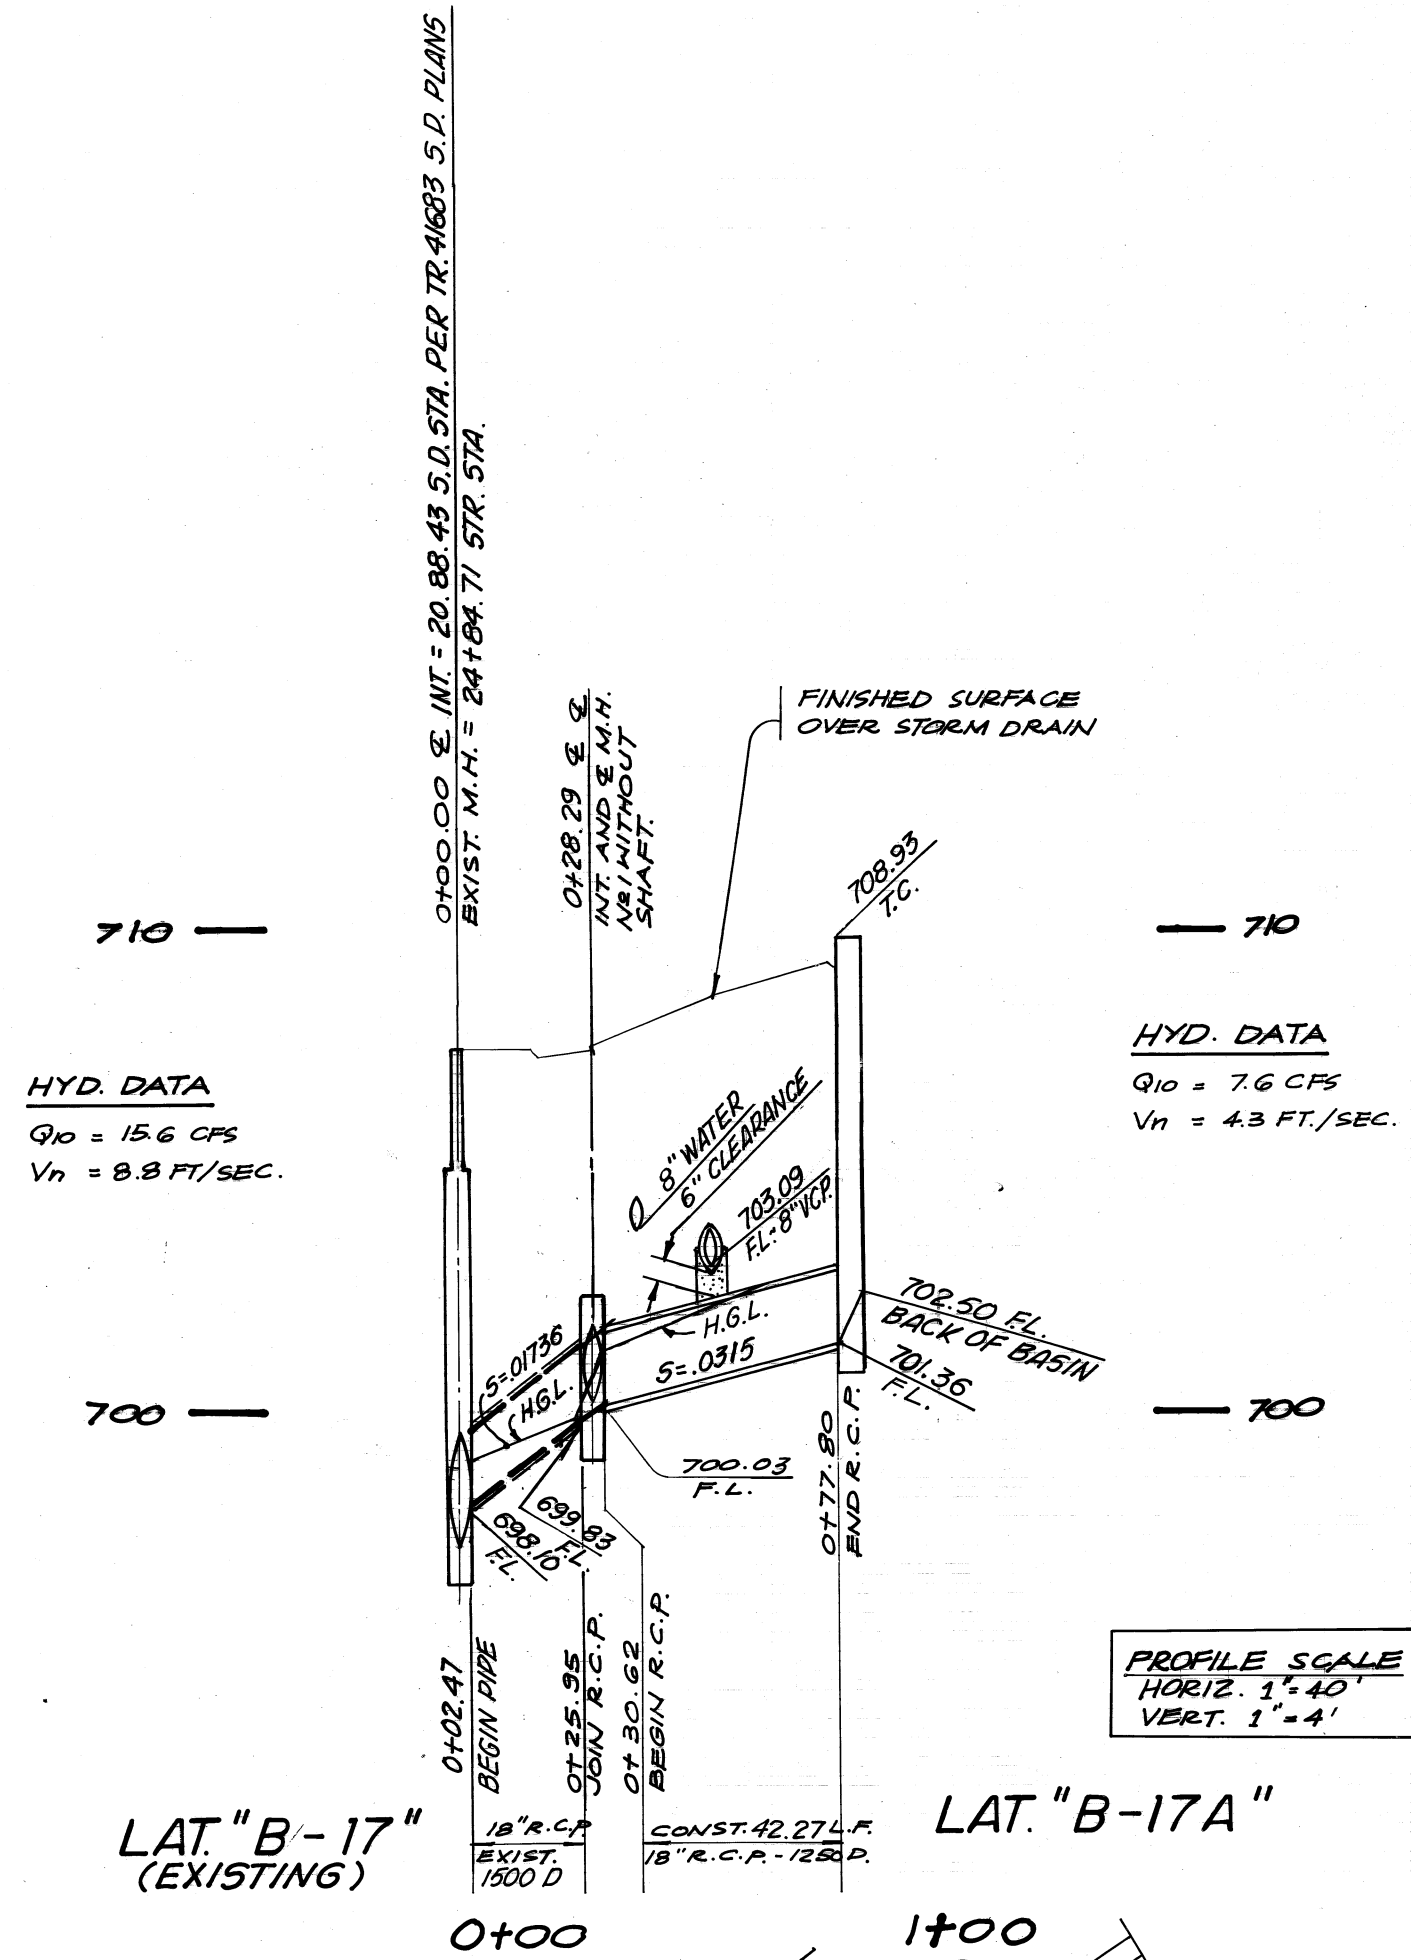 0+00.00 ℄ INT. = 20.88.43 S.D. STA. PER TR. 41683 S.D. PLANS
EXIST. M.H. = 24+84.71 STR. STA.
0+28.29 ℄ ℄
INT. AND ℄ M.H.
No 1 WITHOUT
SHAFT.
FINISHED SURFACE
OVER STORM DRAIN
708.93
T.C.
710
710
HYD. DATA
Q10 = 15.6 CFS
Vn = 8.8 FT/SEC.
HYD. DATA
Q10 = 7.6 CFS
Vn = 4.3 FT./SEC.
8" WATER
6" CLEARANCE
703.09
F.L. 8" VCP.
S=.01736
H.G.L.
H.G.L.
S=.0315
702.50 F.L.
BACK OF BASIN
701.36
F.L.
700
700
700.03
F.L.
699.83
F.L.
698.10
F.L.
0+02.47
BEGIN PIPE
0+25.95
JOIN R.C.P.
0+30.62
BEGIN R.C.P.
0+77.80
END R.C.P.
PROFILE SCALE
HORIZ. 1"=40'
VERT. 1"=4'
LAT. "B-17"
(EXISTING)
18" R.C.P.
EXIST.
1500 D
CONST. 42.27 L.F.
18" R.C.P. - 1250 D.
LAT. "B-17A"
0+00
1+00